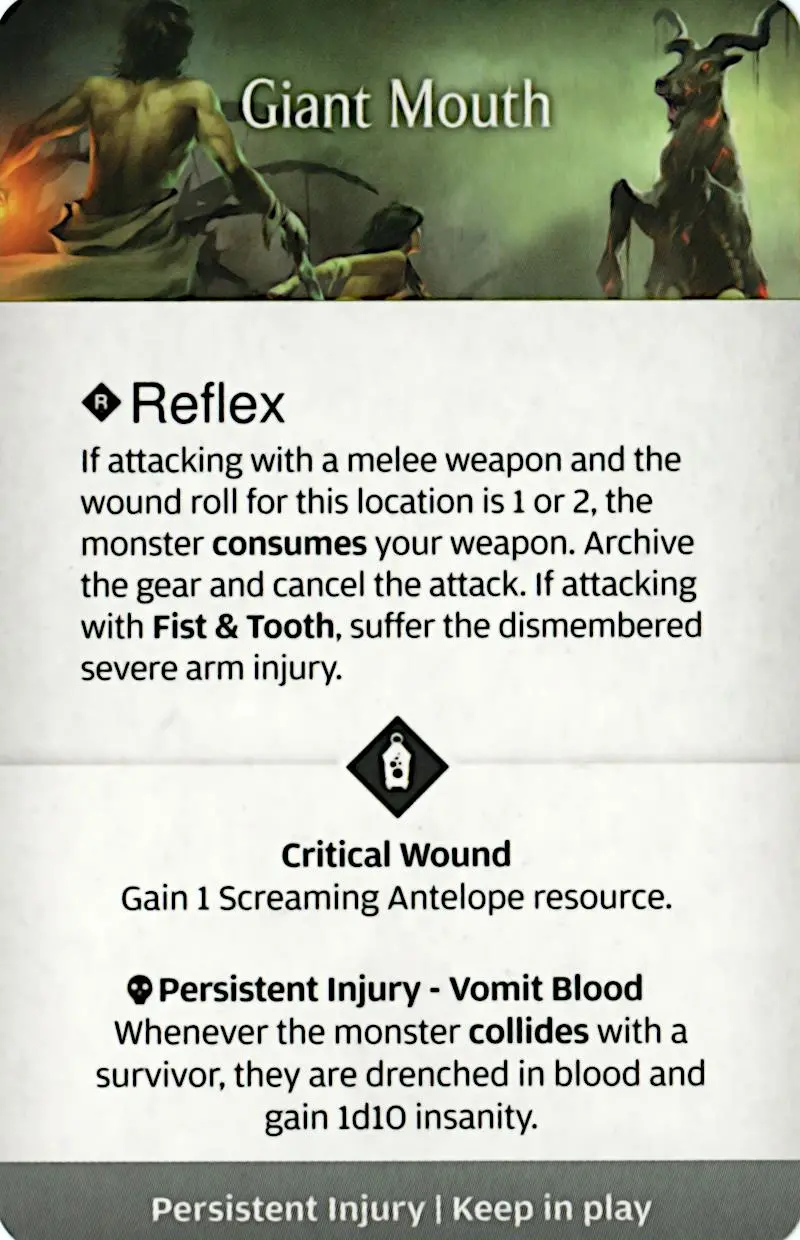 Giant Mouth
R Reflex
If attacking with a melee weapon and the
wound roll for this location is 1 or 2, the
monster consumes your weapon. Archive
the gear and cancel the attack. If attacking
with Fist & Tooth, suffer the dismembered
severe arm injury.
Critical Wound
Gain 1 Screaming Antelope resource.
Persistent Injury - Vomit Blood
Whenever the monster collides with a
survivor, they are drenched in blood and
gain 1d10 insanity.
Persistent Injury | Keep in play